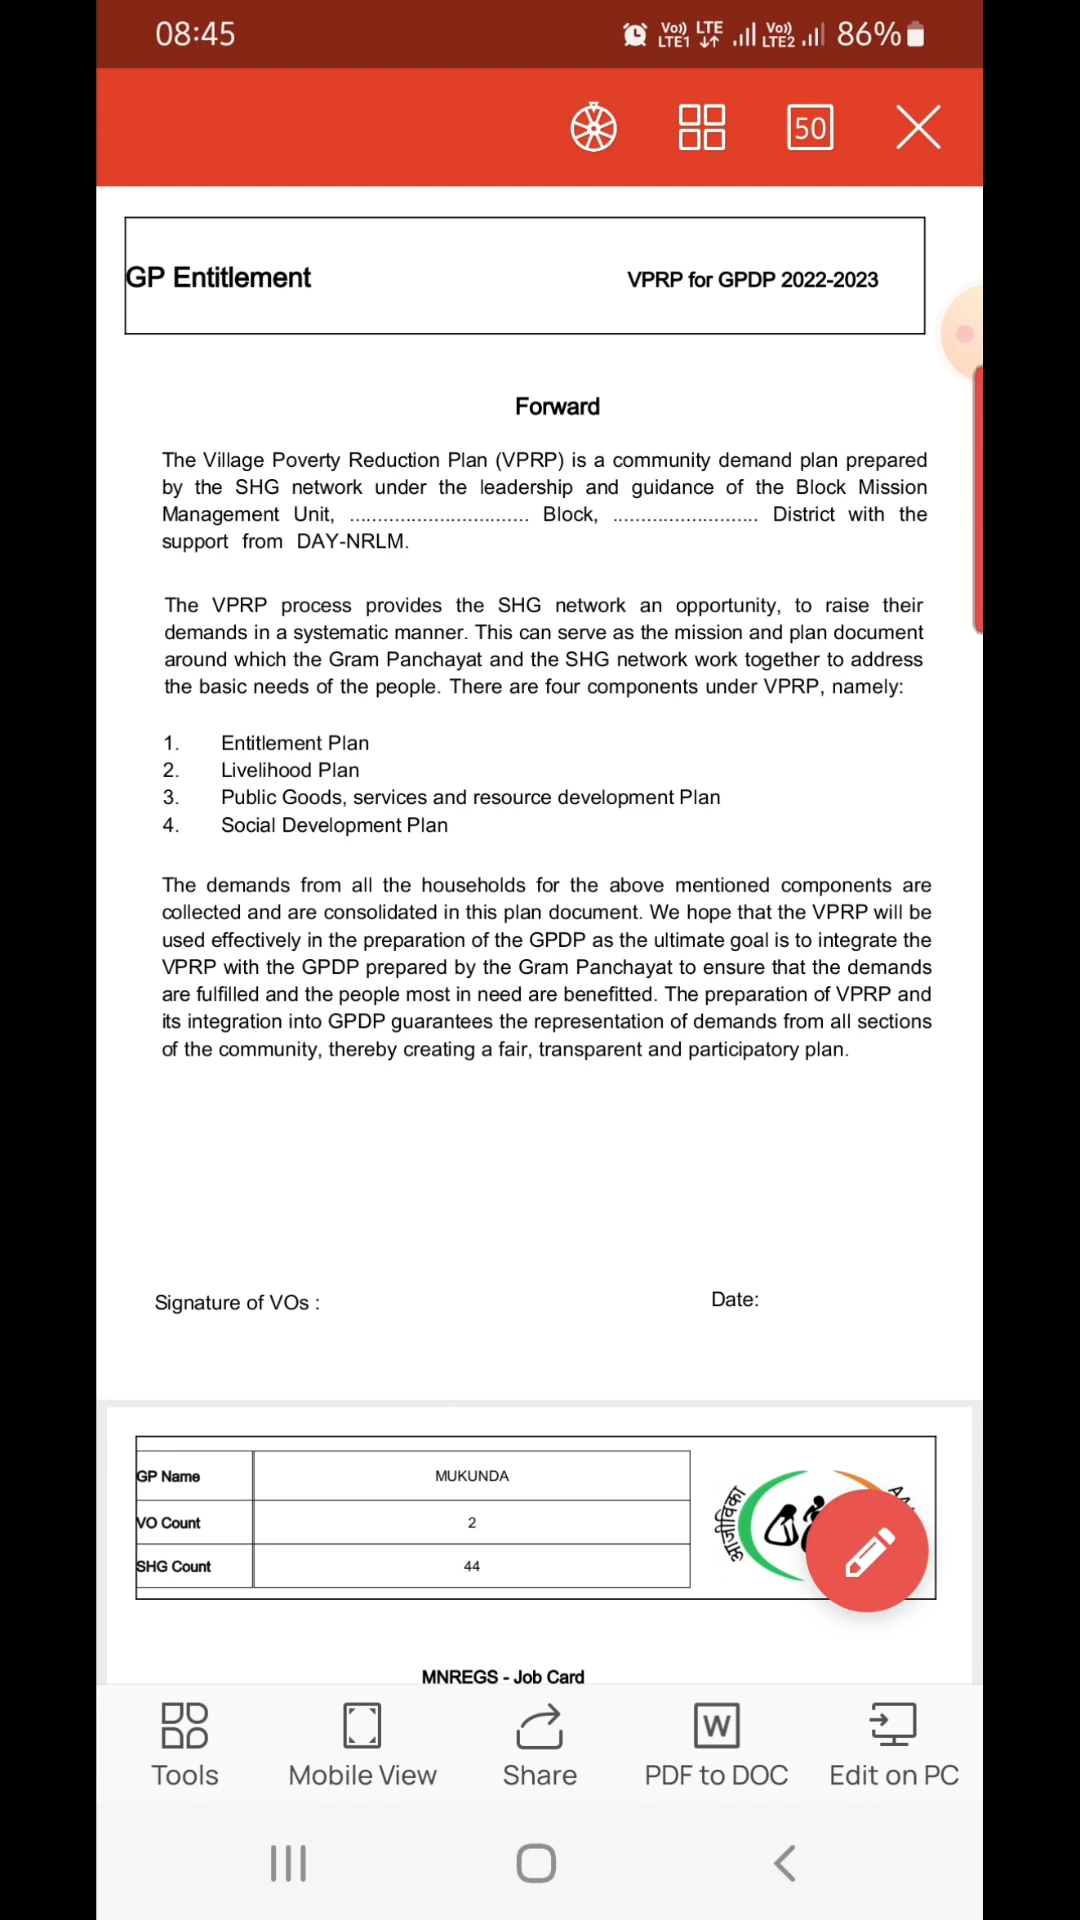 08:45
Vo)) LTE1 LTE Vo)) LTE2 86%
50
GP Entitlement
VPRP for GPDP 2022-2023
Forward
The Village Poverty Reduction Plan (VPRP) is a community demand plan prepared
by the SHG network under the leadership and guidance of the Block Mission
Management Unit, ................................ Block, .......................... District with the
support from DAY-NRLM.
The VPRP process provides the SHG network an opportunity, to raise their
demands in a systematic manner. This can serve as the mission and plan document
around which the Gram Panchayat and the SHG network work together to address
the basic needs of the people. There are four components under VPRP, namely:
1. Entitlement Plan
2. Livelihood Plan
3. Public Goods, services and resource development Plan
4. Social Development Plan
The demands from all the households for the above mentioned components are
collected and are consolidated in this plan document. We hope that the VPRP will be
used effectively in the preparation of the GPDP as the ultimate goal is to integrate the
VPRP with the GPDP prepared by the Gram Panchayat to ensure that the demands
are fulfilled and the people most in need are benefitted. The preparation of VPRP and
its integration into GPDP guarantees the representation of demands from all sections
of the community, thereby creating a fair, transparent and participatory plan.
Signature of VOs :
Date:
GP Name MUKUNDA
VO Count 2
SHG Count 44
आजीविका
MNREGS - Job Card
W
Tools Mobile View Share PDF to DOC Edit on PC